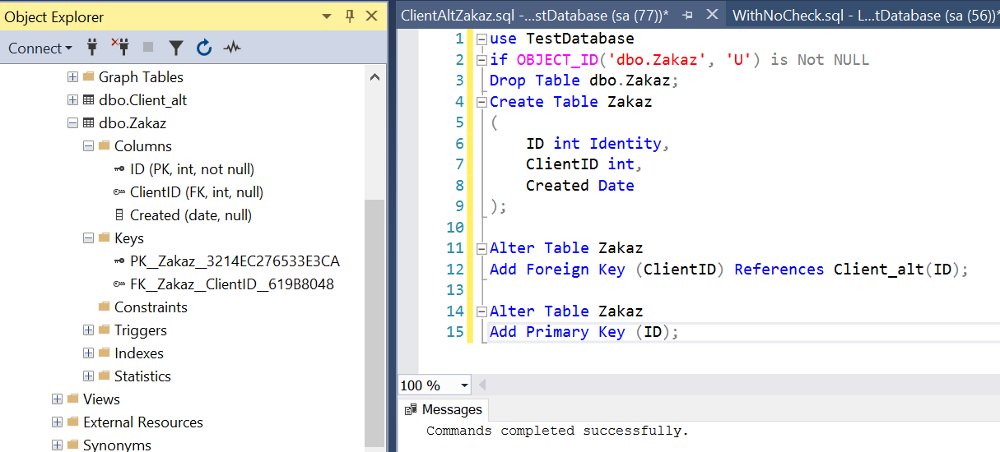 Object Explorer
Connect
Graph Tables
dbo.Client_alt
dbo.Zakaz
Columns
ID (PK, int, not null)
ClientID (FK, int, null)
Created (date, null)
Keys
PK__Zakaz__3214EC276533E3CA
FK__Zakaz__ClientID__619B8048
Constraints
Triggers
Indexes
Statistics
Views
External Resources
Synonyms
ClientAltZakaz.sql -...stDatabase (sa (77))*
WithNoCheck.sql - L...tDatabase (sa (56))*
1 use TestDatabase
2 if OBJECT_ID('dbo.Zakaz', 'U') is Not NULL
3 Drop Table dbo.Zakaz;
4 Create Table Zakaz
5 (
6 ID int Identity,
7 ClientID int,
8 Created Date
9 );
10
11 Alter Table Zakaz
12 Add Foreign Key (ClientID) References Client_alt(ID);
13
14 Alter Table Zakaz
15 Add Primary Key (ID);
100 %
Messages
Commands completed successfully.